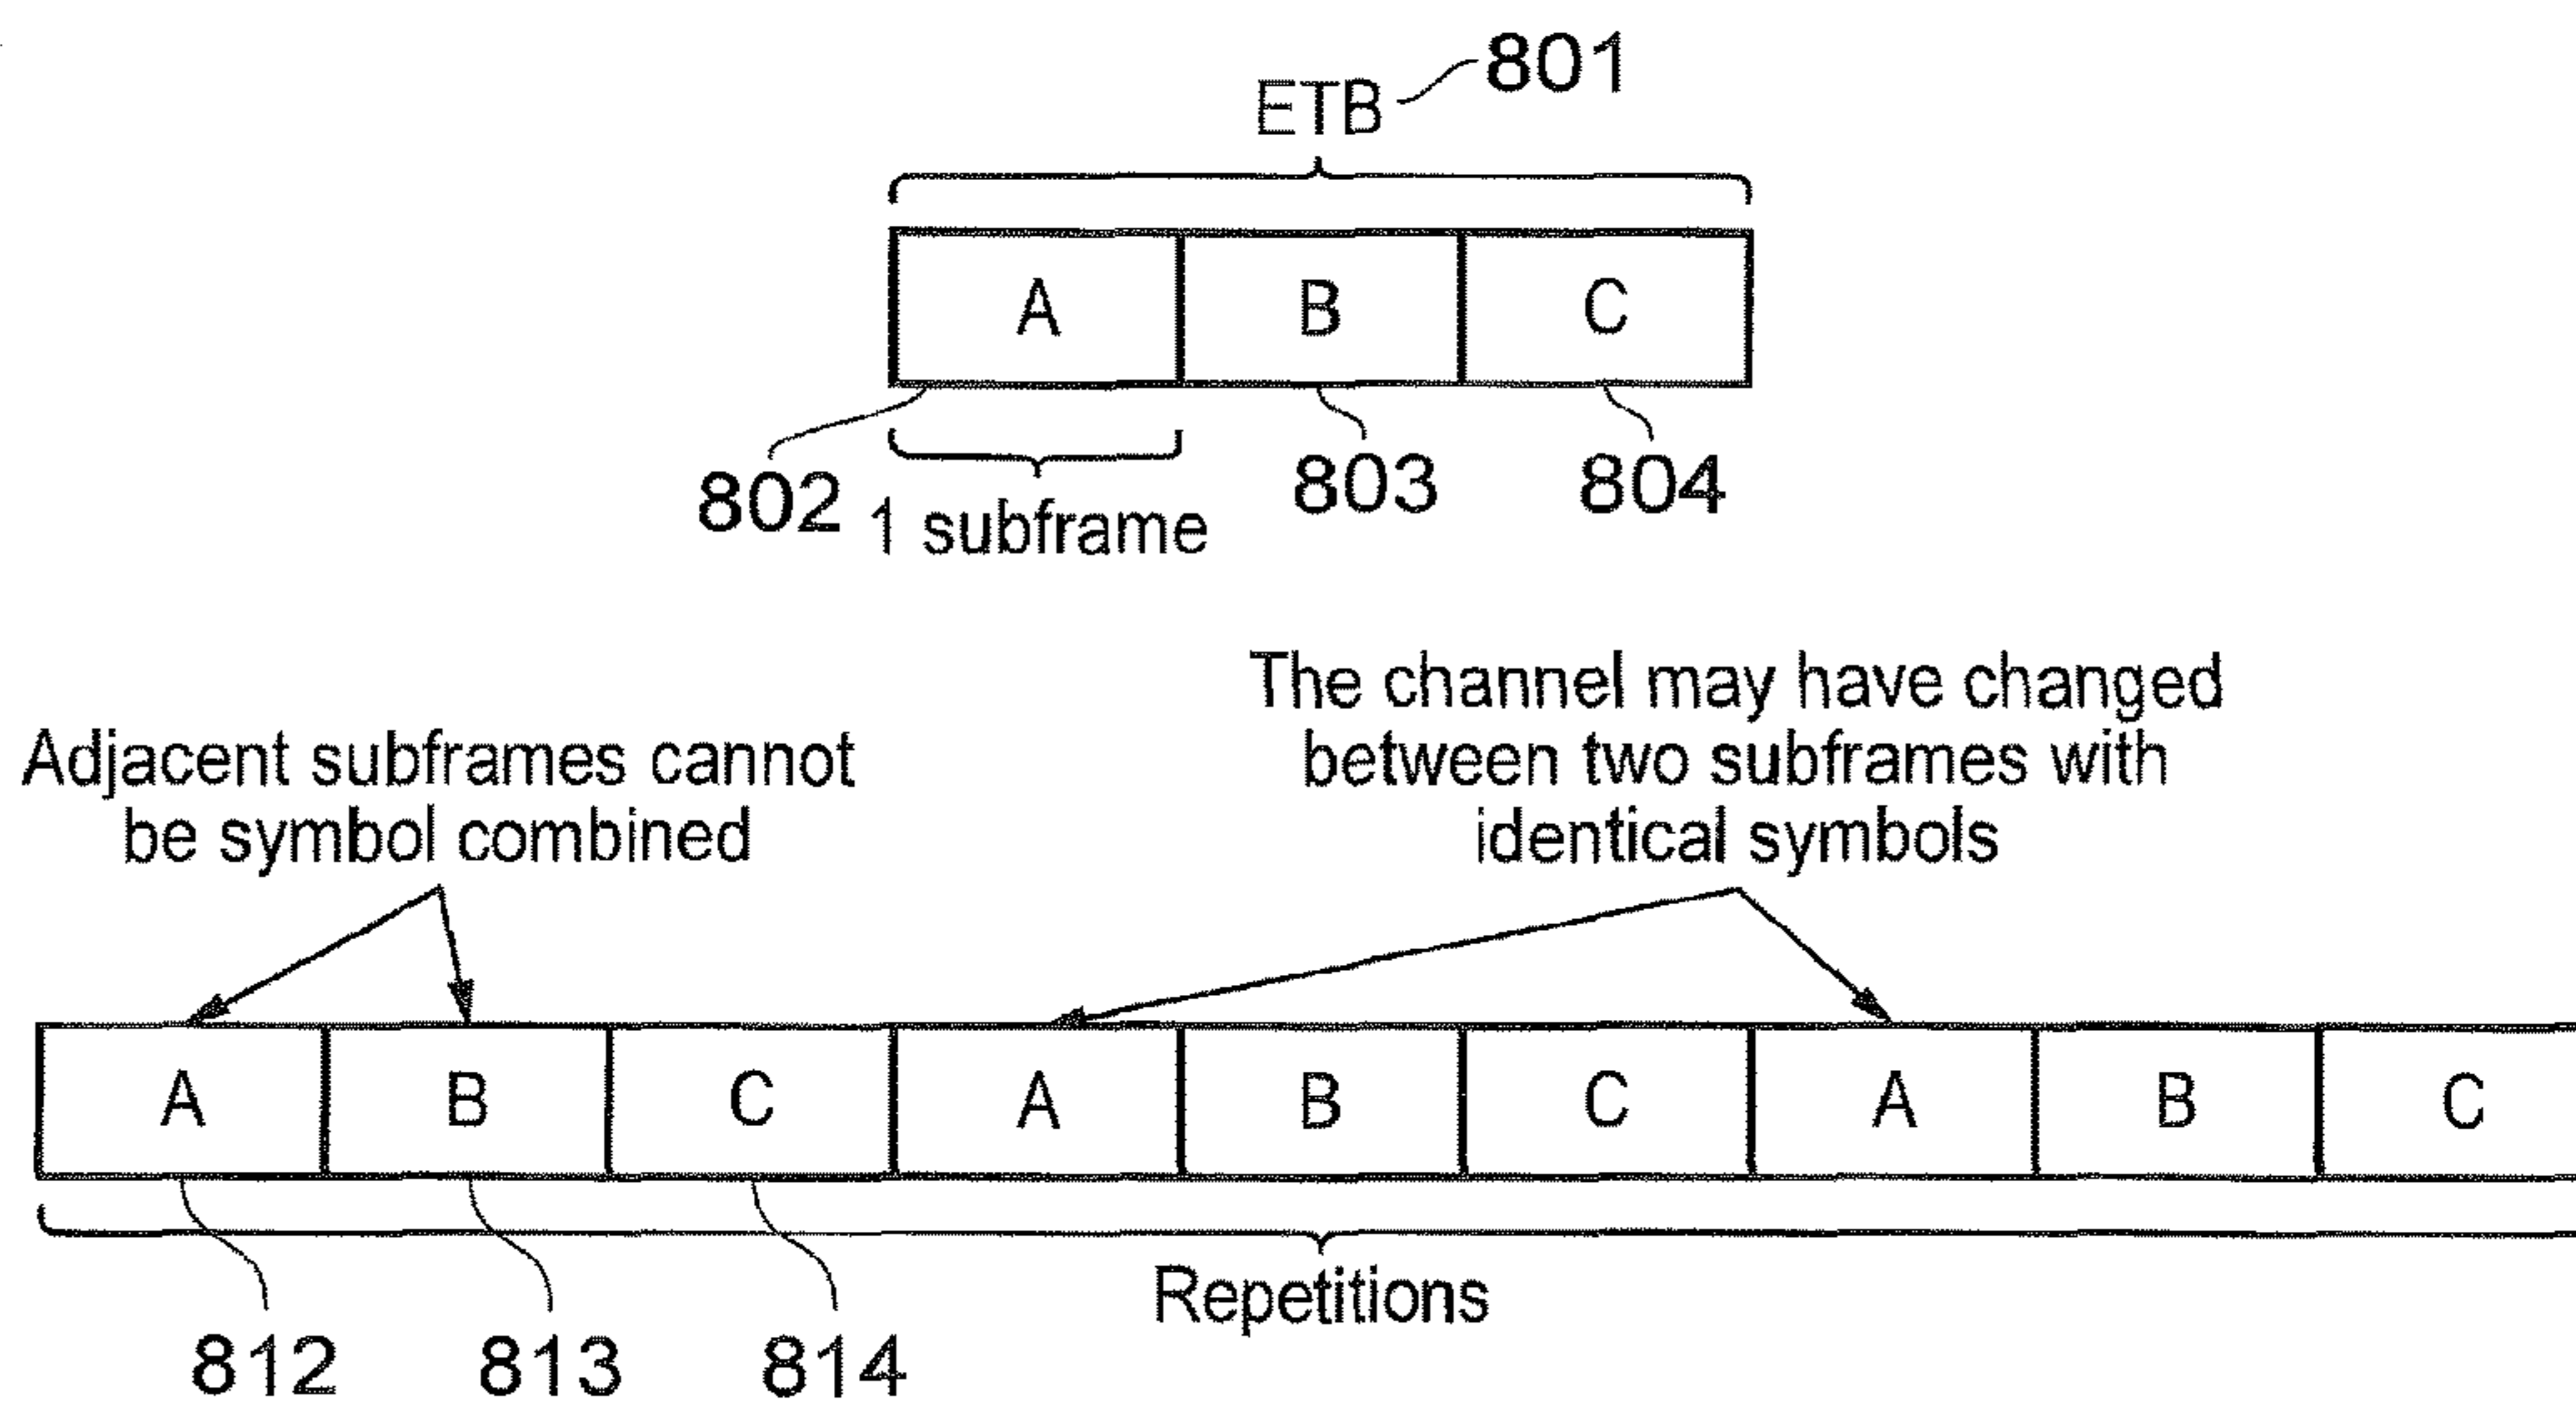 ETB 801
A B C
802 1 subframe 803 804
The channel may have changed
between two subframes with
identical symbols
Adjacent subframes cannot
be symbol combined
A B C A B C A B C
Repetitions
812 813 814